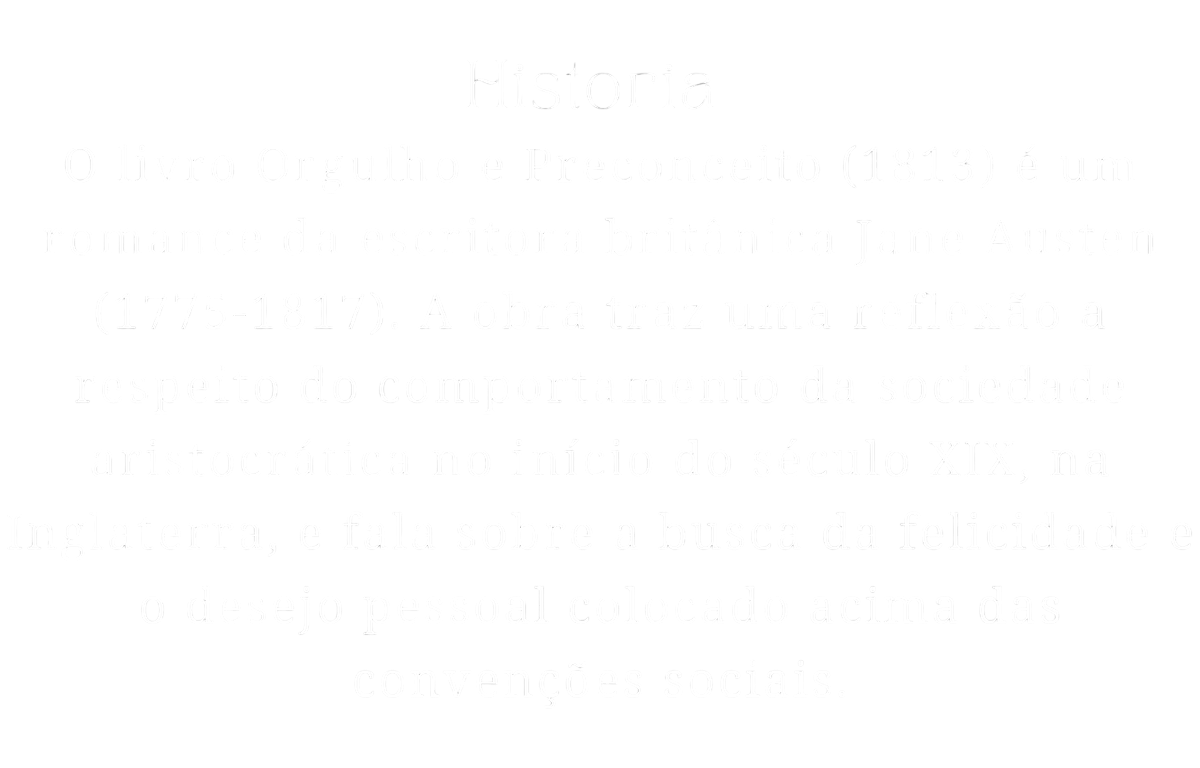 Historia
O livro Orgulho e Preconceito (1813) é um
romance da escritora britânica Jane Austen
(1775-1817). A obra traz uma reflexão a
respeito do comportamento da sociedade
aristocrática no início do século XIX, na
Inglaterra, e fala sobre a busca da felicidade e
o desejo pessoal colocado acima das
convenções sociais.